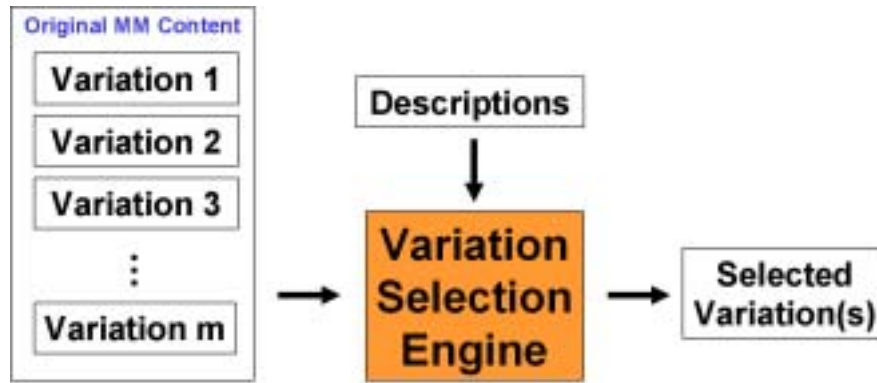 Original MM Content
Variation 1
Variation 2
Variation 3
⋮
Variation m
Descriptions
Variation
Selection
Engine
Selected
Variation(s)